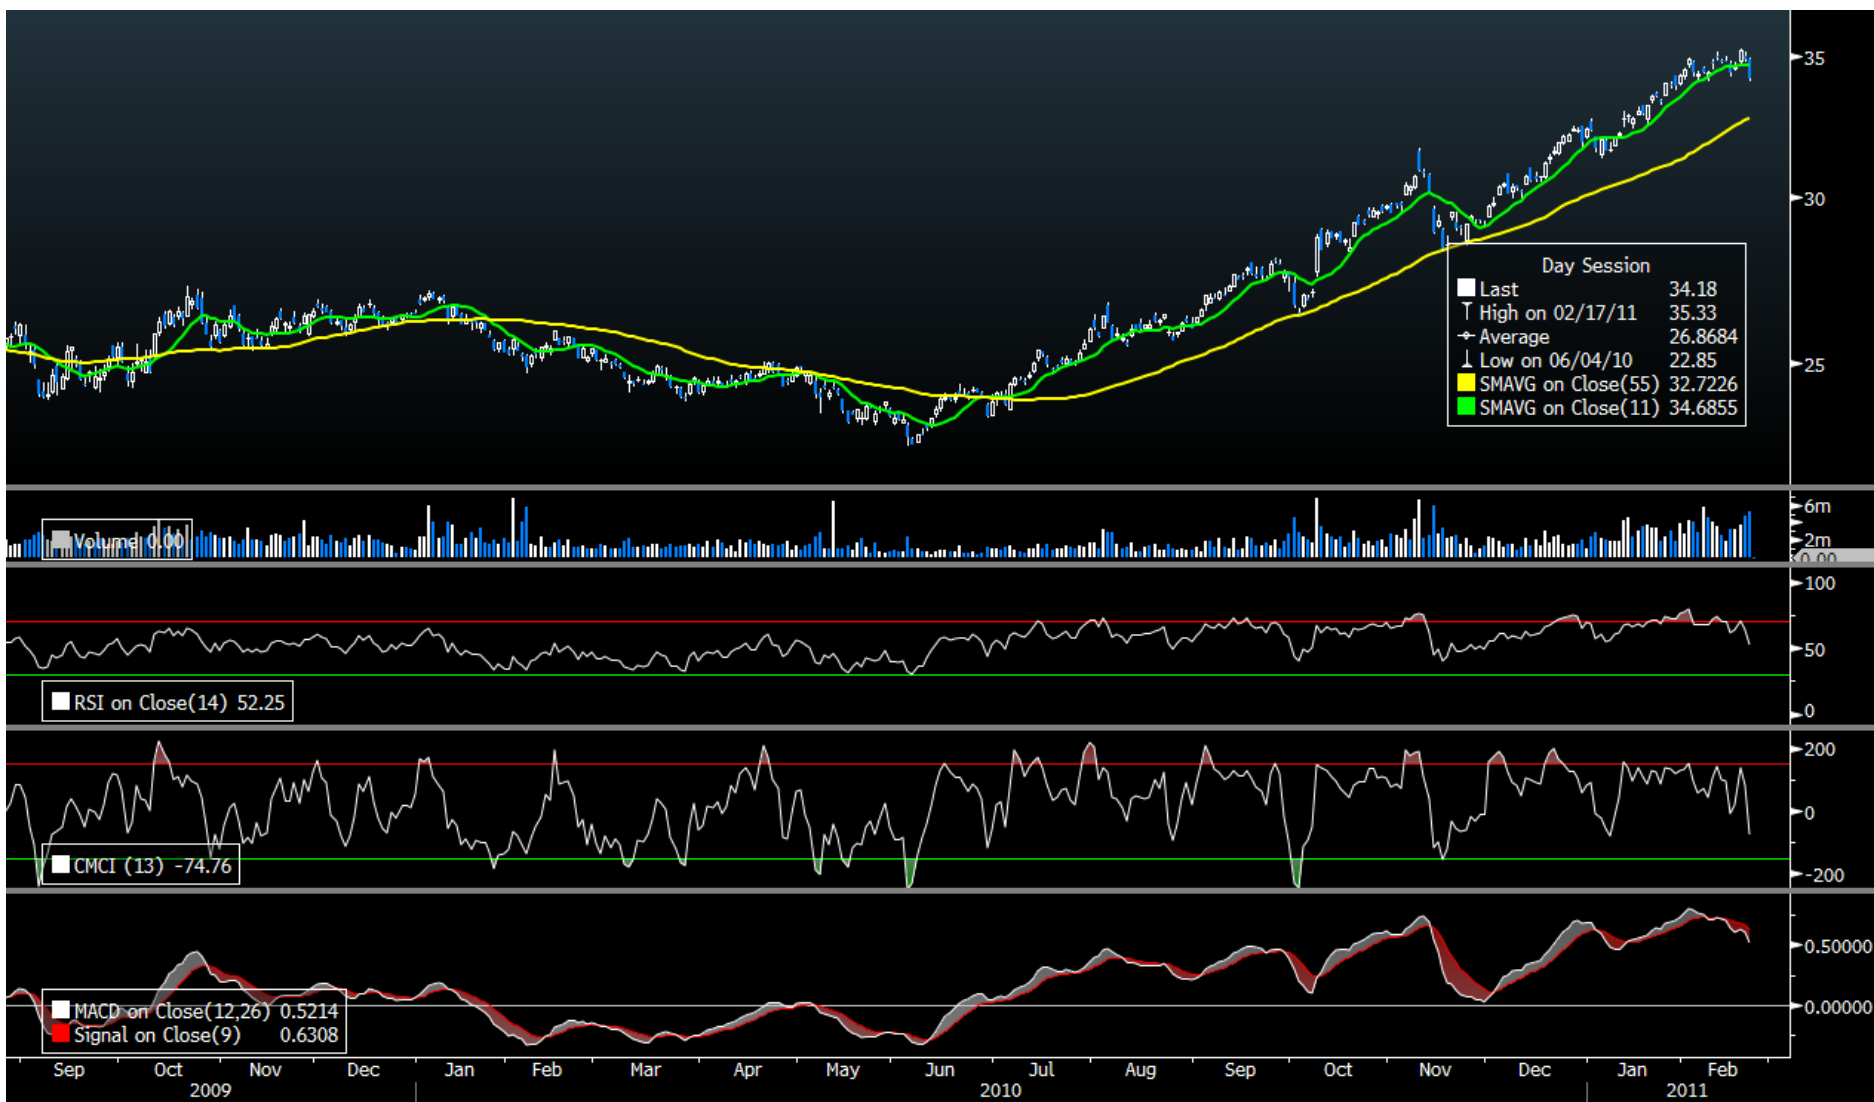 35
30
25
Day Session
Last 34.18
High on 02/17/11 35.33
Average 26.8684
Low on 06/04/10 22.85
SMAVG on Close(55) 32.7226
SMAVG on Close(11) 34.6855
Volume 0.00
6m
2m
0.00
100
50
0
RSI on Close(14) 52.25
200
0
-200
CMCI (13) -74.76
0.50000
0.00000
MACD on Close(12,26) 0.5214
Signal on Close(9) 0.6308
Sep Oct Nov Dec Jan Feb Mar Apr May Jun Jul Aug Sep Oct Nov Dec Jan Feb
2009 2010 2011